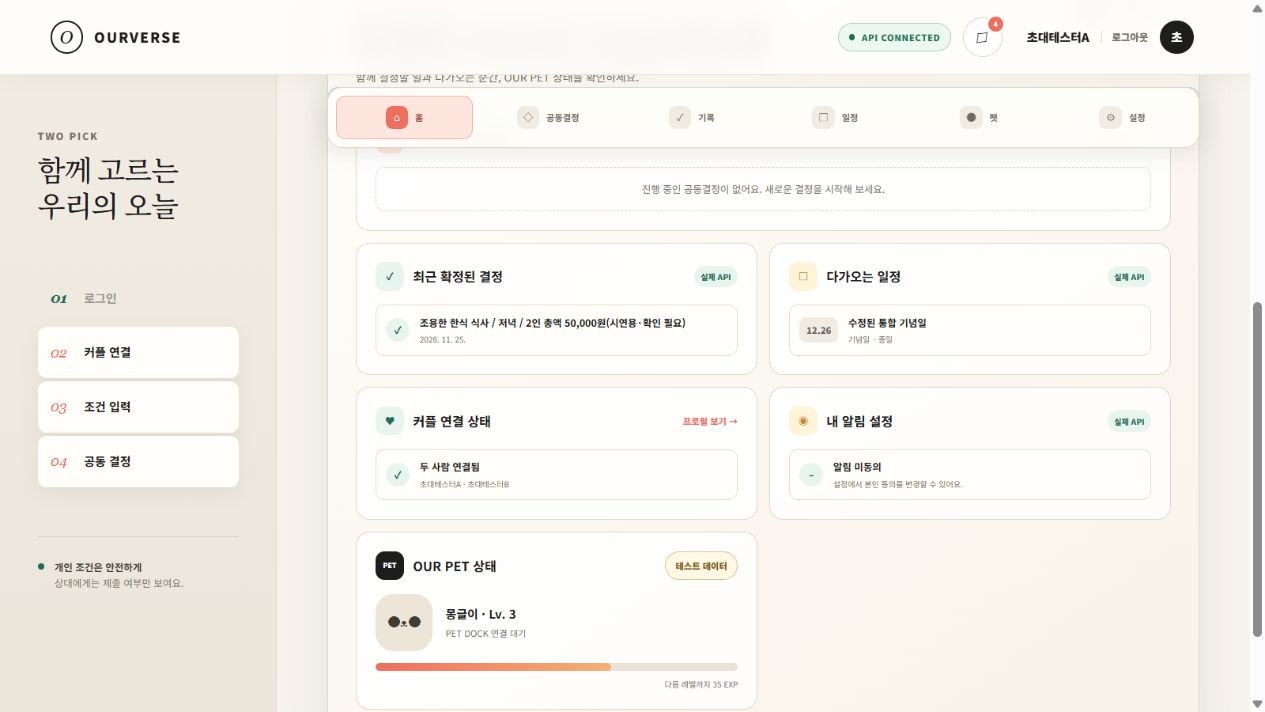 O OURVERSE
API CONNECTED
4
초대테스터A
로그아웃
초
TWO PICK
함께 고르는
우리의 오늘
01 로그인
02 커플 연결
03 조건 입력
04 공동 결정
개인 조건은 안전하게
상대에게는 제출 여부만 보여요.
함께 결정할 일과 다가오는 순간, OUR PET 상태를 확인하세요.
홈
공동결정
기록
일정
펫
설정
진행 중인 공동결정이 없어요. 새로운 결정을 시작해 보세요.
최근 확정된 결정
실제 API
조용한 한식 식사 / 저녁 / 2인 총액 50,000원(시연용·확인 필요)
2026. 11. 25.
다가오는 일정
실제 API
12.26
수정된 통합 기념일
기념일 · 종일
커플 연결 상태
프로필 보기 →
두 사람 연결됨
초대테스터A · 초대테스터B
내 알림 설정
실제 API
알림 미동의
설정에서 본인 동의를 변경할 수 있어요.
PET
OUR PET 상태
테스트 데이터
몽글이 · Lv. 3
PET DOCK 연결 대기
다음 레벨까지 35 EXP